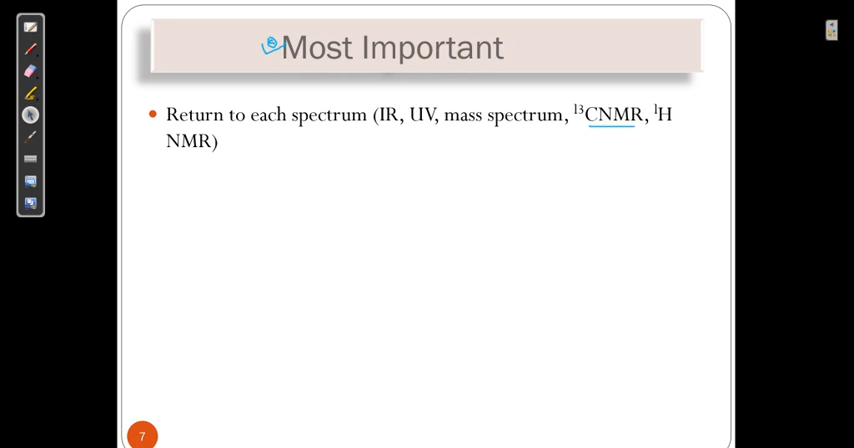 Most Important
• Return to each spectrum (IR, UV, mass spectrum, ¹³CNMR, ¹H
NMR)
7